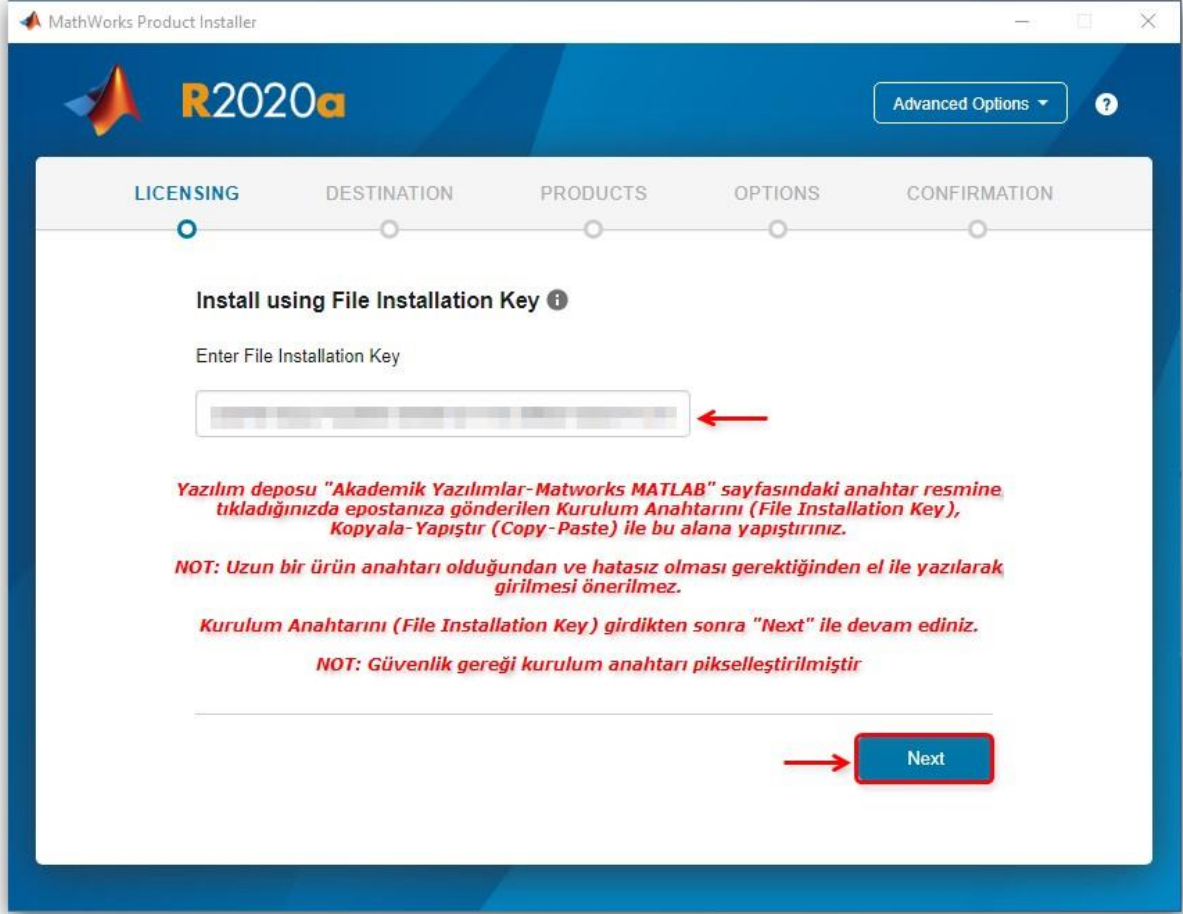 MathWorks Product Installer
R2020a
Advanced Options
?
LICENSING DESTINATION PRODUCTS OPTIONS CONFIRMATION
Install using File Installation Key i
Enter File Installation Key
Yazılım deposu "Akademik Yazılımlar-Matworks MATLAB" sayfasındaki anahtar resmine
tıkladığınızda epostanıza gönderilen Kurulum Anahtarını (File Installation Key),
Kopyala-Yapıştır (Copy-Paste) ile bu alana yapıştırınız.
NOT: Uzun bir ürün anahtarı olduğundan ve hatasız olması gerektiğinden el ile yazılarak
girilmesi önerilmez.
Kurulum Anahtarını (File Installation Key) girdikten sonra "Next" ile devam ediniz.
NOT: Güvenlik gereği kurulum anahtarı pikselleştirilmiştir
Next